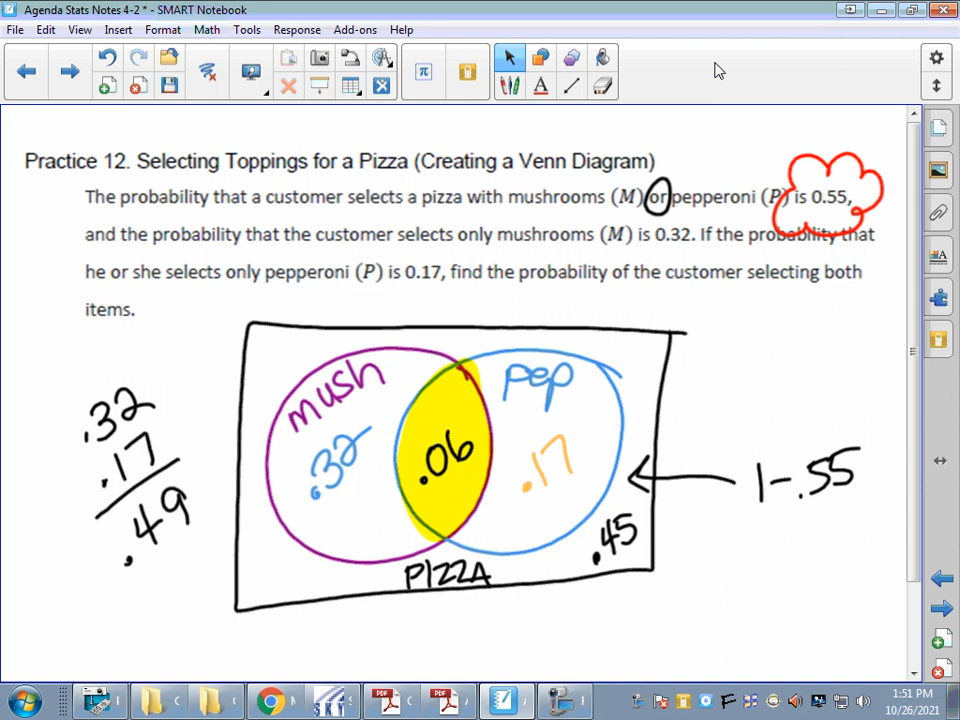 Agenda Stats Notes 4-2 * - SMART Notebook
File Edit View Insert Format Math Tools Response Add-ons Help
π
A
Practice 12. Selecting Toppings for a Pizza (Creating a Venn Diagram)
The probability that a customer selects a pizza with mushrooms (M) or pepperoni (P) is 0.55,
and the probability that the customer selects only mushrooms (M) is 0.32. If the probability that
he or she selects only pepperoni (P) is 0.17, find the probability of the customer selecting both
items.
mush
pep
.32
.17
.49
.32
.06
.17
1-.55
.45
PIZZA
PDF
PDF
1:51 PM
10/26/2021